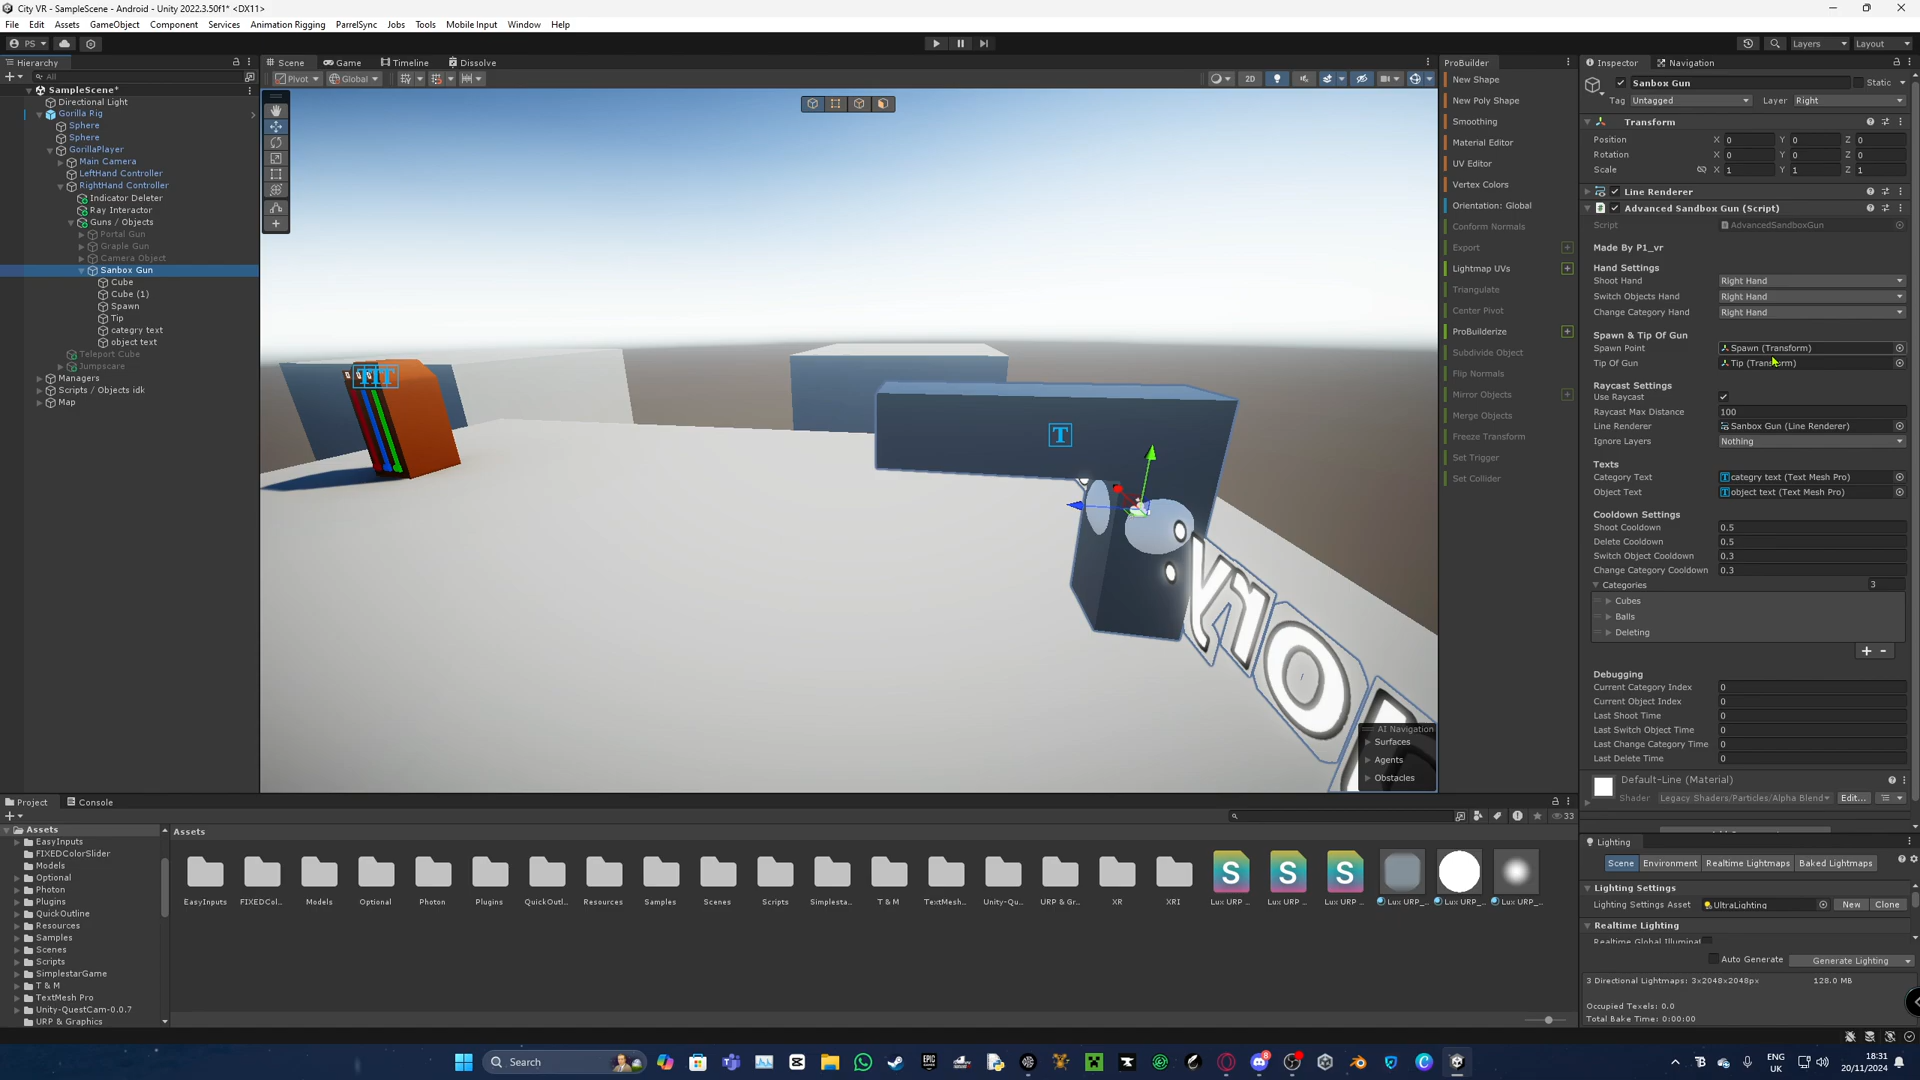 City VR - SampleScene - Android - Unity 2022.3.50f1* <DX11>
File Edit Assets GameObject Component Services Animation Rigging ParrelSync Jobs Tools Mobile Input Window Help
PS Layers Layout
Hierarchy
All
SampleScene*
Directional Light
Gorilla Rig
Sphere
Sphere
GorillaPlayer
Main Camera
LeftHand Controller
RightHand Controller
Indicator Deleter
Ray Interactor
Guns / Objects
Portal Gun
Graple Gun
Camera Object
Sanbox Gun
Cube
Cube (1)
Spawn
Tip
categry text
object text
Teleport Cube
Jumpscare
Managers
Scripts / Objects idk
Map
Scene Game Timeline Dissolve
Pivot Global 2D
AI Navigation
Surfaces
Agents
Obstacles
ProBuilder
New Shape
New Poly Shape
Smoothing
Material Editor
UV Editor
Vertex Colors
Orientation: Global
Conform Normals
Export
Lightmap UVs
Triangulate
Center Pivot
ProBuilderize
Subdivide Object
Flip Normals
Mirror Objects
Merge Objects
Freeze Transform
Set Trigger
Set Collider
Inspector Navigation
Sanbox Gun Static
Tag Untagged Layer Right
Transform
Position X 0 Y 0 Z 0
Rotation X 0 Y 0 Z 0
Scale X 1 Y 1 Z 1
Line Renderer
Advanced Sandbox Gun (Script)
Script AdvancedSandboxGun
Made By P1_vr
Hand Settings
Shoot Hand Right Hand
Switch Objects Hand Right Hand
Change Category Hand Right Hand
Spawn & Tip Of Gun
Spawn Point Spawn (Transform)
Tip Of Gun Tip (Transform)
Raycast Settings
Use Raycast
Raycast Max Distance 100
Line Renderer Sanbox Gun (Line Renderer)
Ignore Layers Nothing
Texts
Category Text categry text (Text Mesh Pro)
Object Text object text (Text Mesh Pro)
Cooldown Settings
Shoot Cooldown 0.5
Delete Cooldown 0.5
Switch Object Cooldown 0.3
Change Category Cooldown 0.3
Categories 3
Cubes
Balls
Deleting
Debugging
Current Category Index 0
Current Object Index 0
Last Shoot Time 0
Last Switch Object Time 0
Last Change Category Time 0
Last Delete Time 0
Default-Line (Material)
Shader Legacy Shaders/Particles/Alpha Blend Edit...
Lighting
Scene Environment Realtime Lightmaps Baked Lightmaps
Lighting Settings
Lighting Settings Asset UltraLighting New Clone
Realtime Lighting
Realtime Global Illuminat
Auto Generate Generate Lighting
3 Directional Lightmaps: 3x2048x2048px 128.0 MB
Occupied Texels: 0.0
Total Bake Time: 0:00:00
Project Console
33
Assets
EasyInputs
FIXEDColorSlider
Models
Optional
Photon
Plugins
QuickOutline
Resources
Samples
Scenes
Scripts
SimplestarGame
T & M
TextMesh Pro
Unity-QuestCam-0.0.7
URP & Graphics
Assets
EasyInputs FIXEDCol... Models Optional Photon Plugins QuickOutl... Resources Samples Scenes Scripts Simplesta... T & M TextMesh... Unity-Qu... URP & Gr... XR XRI Lux URP ... Lux URP ... Lux URP ... Lux URP_... Lux URP_... Lux URP_...
Search
ENG
UK
18:31
20/11/2024